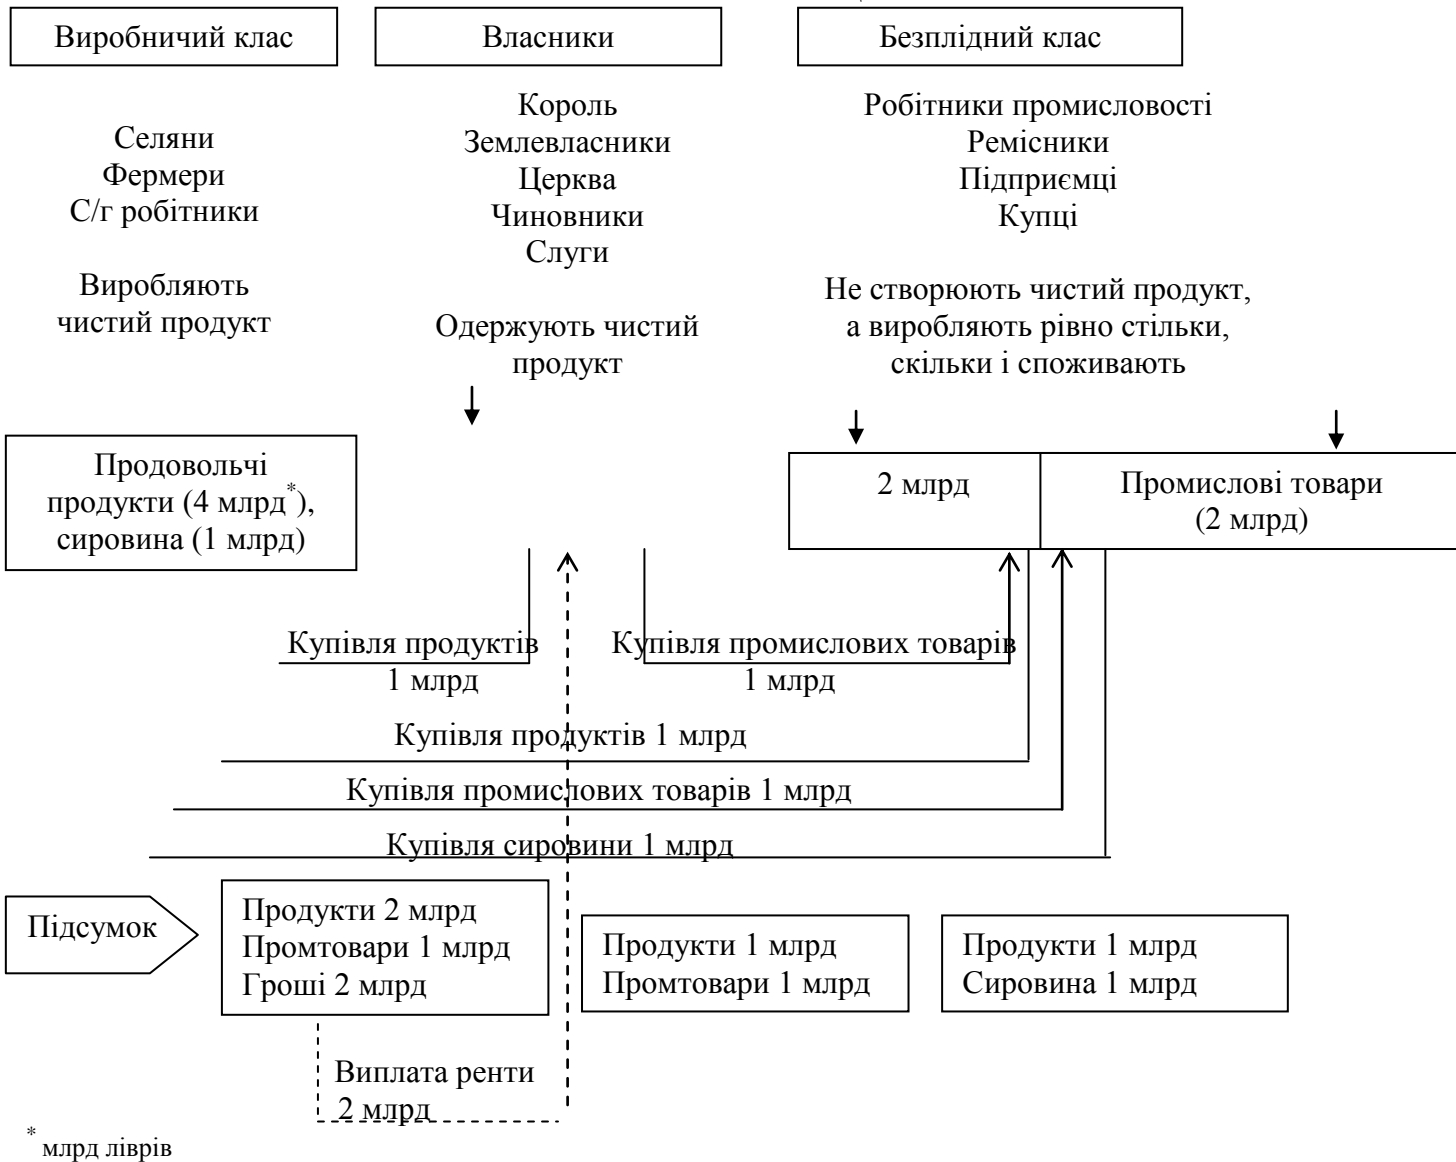 Виробничий клас
Власники
Безплідний клас
Селяни
Фермери
С/г робітники
Виробляють
чистий продукт
Король
Землевласники
Церква
Чиновники
Слуги
Одержують чистий
продукт
Робітники промисловості
Ремісники
Підприємці
Купці
Не створюють чистий продукт,
а виробляють рівно стільки,
скільки і споживають
Продовольчі
продукти (4 млрд*),
сировина (1 млрд)
2 млрд
Промислові товари
(2 млрд)
Купівля продуктів
1 млрд
Купівля промислових товарів
1 млрд
Купівля продуктів 1 млрд
Купівля промислових товарів 1 млрд
Купівля сировини 1 млрд
Підсумок
Продукти 2 млрд
Промтовари 1 млрд
Гроші 2 млрд
Продукти 1 млрд
Промтовари 1 млрд
Продукти 1 млрд
Сировина 1 млрд
Виплата ренти
2 млрд
* млрд ліврів